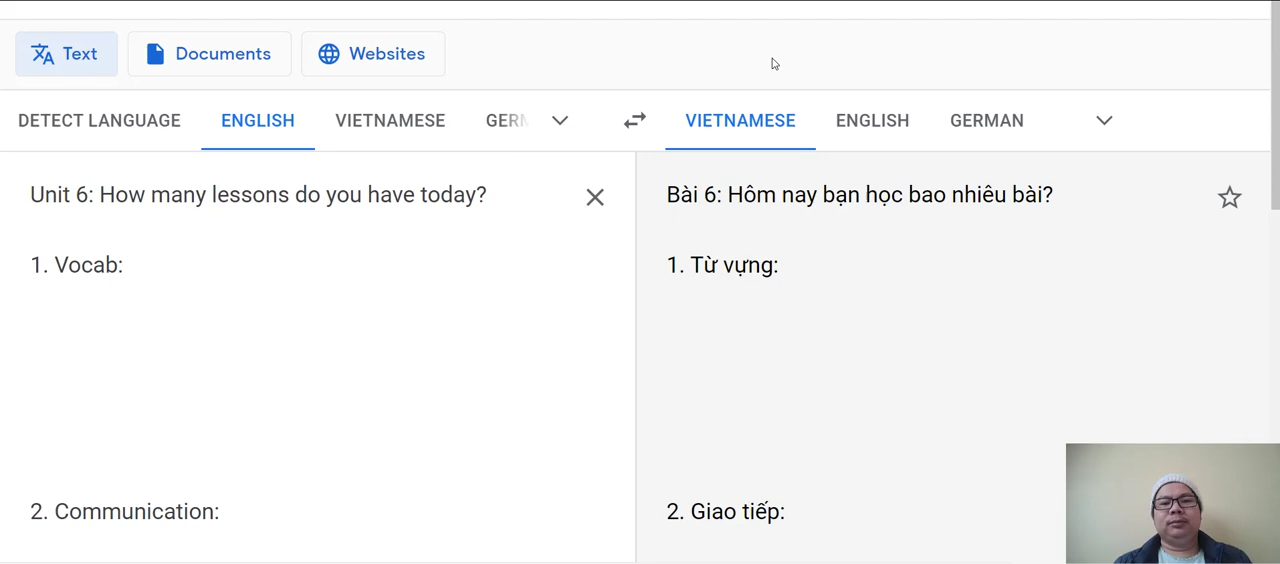 Text Documents Websites
DETECT LANGUAGE ENGLISH VIETNAMESE GERM VIETNAMESE ENGLISH GERMAN
Unit 6: How many lessons do you have today?
1. Vocab:
2. Communication:
Bài 6: Hôm nay bạn học bao nhiêu bài?
1. Từ vựng:
2. Giao tiếp: